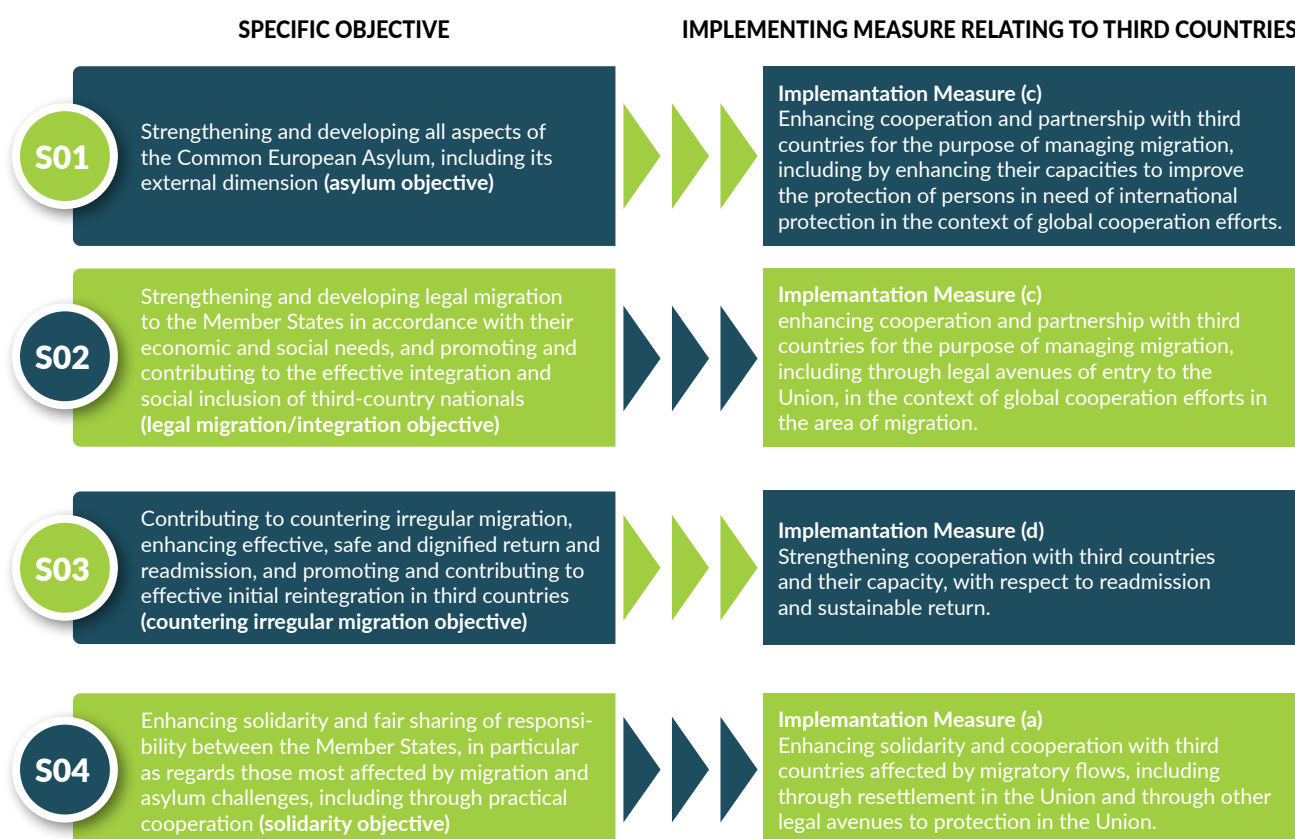 SPECIFIC OBJECTIVE
IMPLEMENTING MEASURE RELATING TO THIRD COUNTRIES
S01
Strengthening and developing all aspects of
the Common European Asylum, including its
external dimension (asylum objective)
Implemantation Measure (c)
Enhancing cooperation and partnership with third
countries for the purpose of managing migration,
including by enhancing their capacities to improve
the protection of persons in need of international
protection in the context of global cooperation efforts.
S02
Strengthening and developing legal migration
to the Member States in accordance with their
economic and social needs, and promoting and
contributing to the effective integration and
social inclusion of third-country nationals
(legal migration/integration objective)
Implemantation Measure (c)
enhancing cooperation and partnership with third
countries for the purpose of managing migration,
including through legal avenues of entry to the
Union, in the context of global cooperation efforts in
the area of migration.
S03
Contributing to countering irregular migration,
enhancing effective, safe and dignified return and
readmission, and promoting and contributing to
effective initial reintegration in third countries
(countering irregular migration objective)
Implemantation Measure (d)
Strengthening cooperation with third countries
and their capacity, with respect to readmission
and sustainable return.
S04
Enhancing solidarity and fair sharing of responsi-
bility between the Member States, in particular
as regards those most affected by migration and
asylum challenges, including through practical
cooperation (solidarity objective)
Implemantation Measure (a)
Enhancing solidarity and cooperation with third
countries affected by migratory flows, including
through resettlement in the Union and through other
legal avenues to protection in the Union.